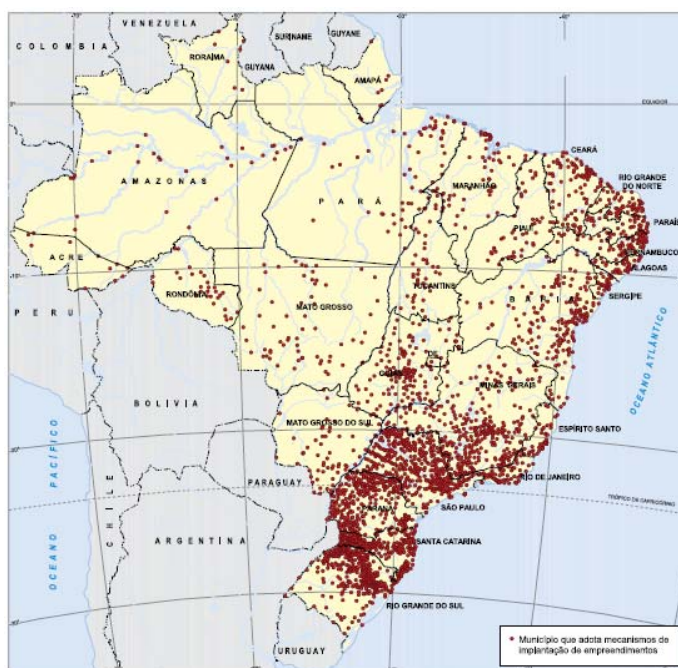 VENEZUELA
COLOMBIA
SURINAME
GUYANE
GUYANA
RORAIMA
AMAPÁ
EQUADOR
CEARÁ
RIO GRANDE
DO NORTE
MARANHÃO
AMAZONAS
PARÁ
PARAÍ
PIAUÍ
PERNAMBUCO
ALAGOAS
ACRE
TOCANTINS
SERGIPE
RONDÔNIA
BAHIA
MATO GROSSO
PERU
DF
GOIÁS
OCEANO ATLÂNTICO
BOLÍVIA
MINAS GERAIS
MATO GROSSO DO SUL
ESPÍRITO SANTO
OCEANO PACÍFICO
PARAGUAY
RIO DE JANEIRO
TRÓPICO DE CAPRICÓRNIO
SÃO PAULO
PARANÁ
CHILE
ARGENTINA
SANTA CATARINA
RIO GRANDE DO SUL
URUGUAY
Município que adota mecanismos de
implantação de empreendimentos